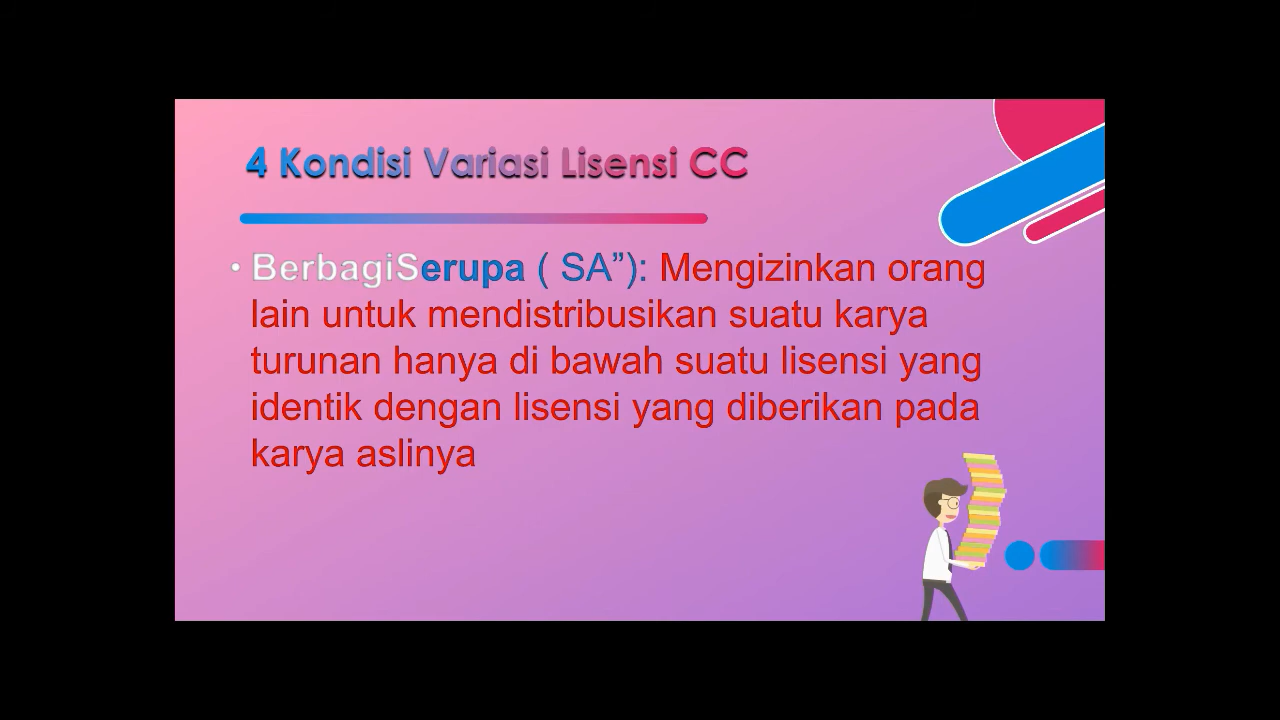 4 Kondisi Variasi Lisensi CC
• BerbagiSerupa ( SA”): Mengizinkan orang
lain untuk mendistribusikan suatu karya
turunan hanya di bawah suatu lisensi yang
identik dengan lisensi yang diberikan pada
karya aslinya